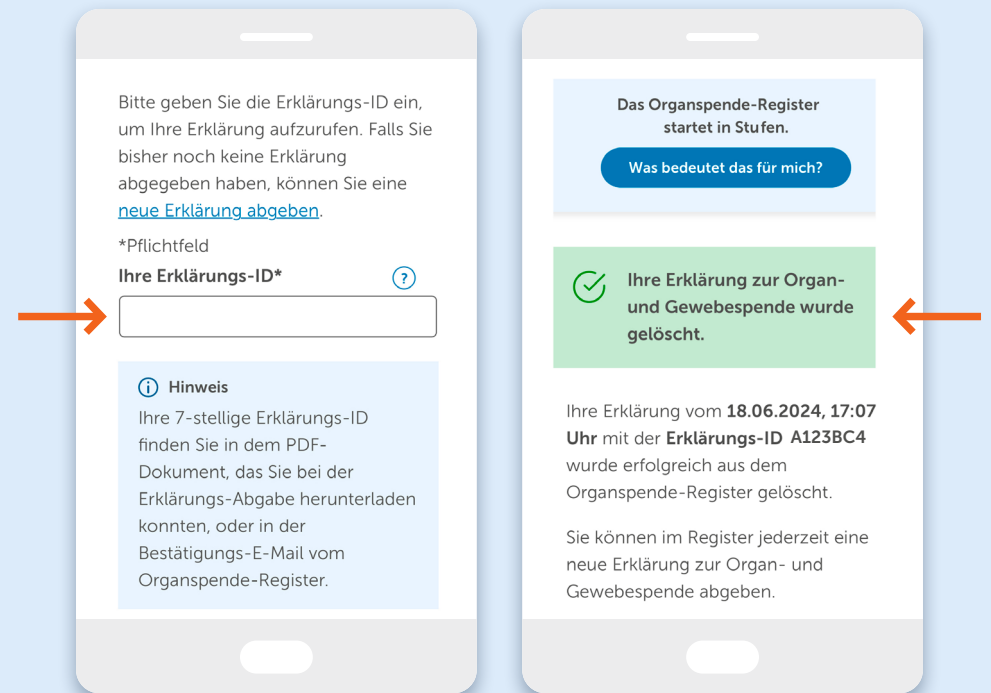 Bitte geben Sie die Erklärungs-ID ein,
um Ihre Erklärung aufzurufen. Falls Sie
bisher noch keine Erklärung
abgegeben haben, können Sie eine
neue Erklärung abgeben.
*Pflichtfeld
Ihre Erklärungs-ID*
?
i Hinweis
Ihre 7-stellige Erklärungs-ID
finden Sie in dem PDF-
Dokument, das Sie bei der
Erklärungs-Abgabe herunterladen
konnten, oder in der
Bestätigungs-E-Mail vom
Organspende-Register.
Das Organspende-Register
startet in Stufen.
Was bedeutet das für mich?
Ihre Erklärung zur Organ-
und Gewebespende wurde
gelöscht.
Ihre Erklärung vom 18.06.2024, 17:07
Uhr mit der Erklärungs-ID A123BC4
wurde erfolgreich aus dem
Organspende-Register gelöscht.
Sie können im Register jederzeit eine
neue Erklärung zur Organ- und
Gewebespende abgeben.